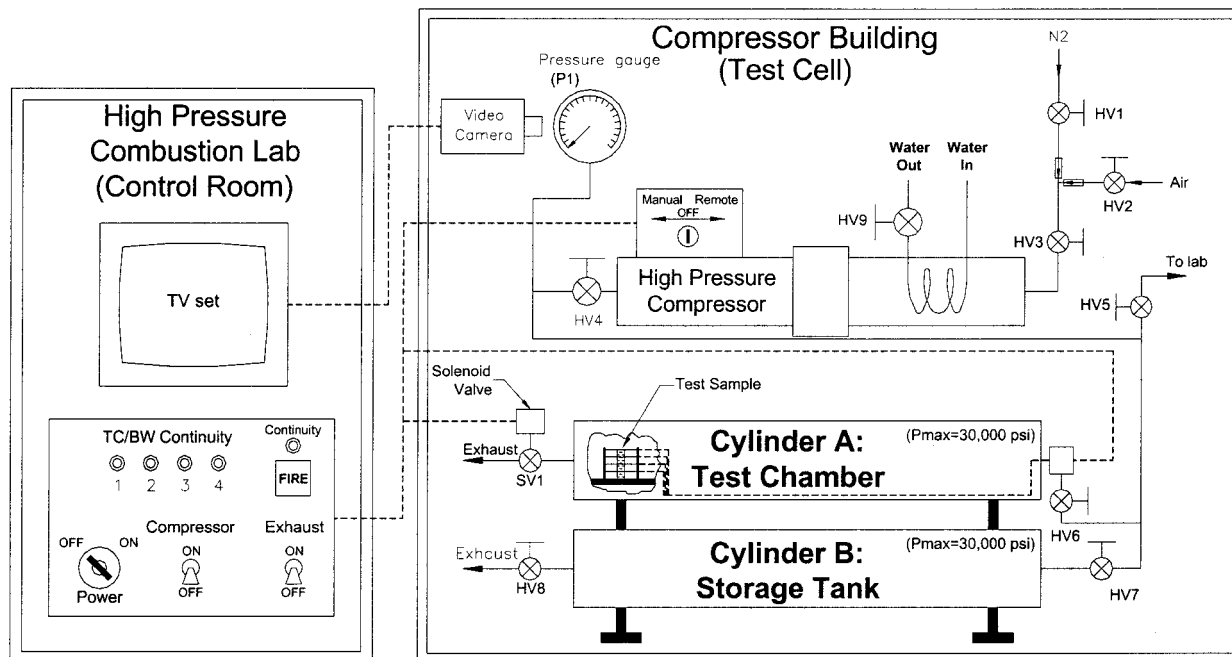 High Pressure
Combustion Lab
(Control Room)
TV set
TC/BW Continuity
Continuity
1 2 3 4
FIRE
Compressor
Exhaust
OFF ON
ON
ON
Power
OFF
OFF
Compressor Building
(Test Cell)
Pressure gauge
(P1)
Video
Camera
N2
HV1
Air
HV2
HV3
Water
Out
Water
In
HV9
Manual Remote
OFF
High Pressure
Compressor
HV4
To lab
HV5
Solenoid
Valve
Test Sample
Exhaust
SV1
Cylinder A:
Test Chamber
(Pmax=30,000 psi)
HV6
Exhaust
HV8
Cylinder B:
Storage Tank
(Pmax=30,000 psi)
HV7